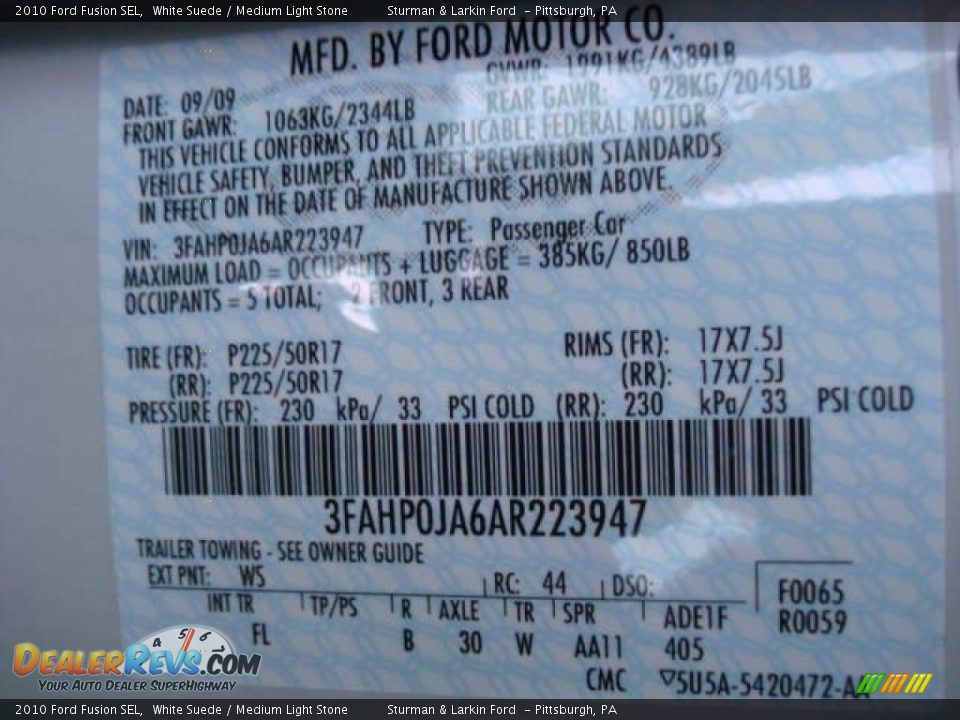 2010 Ford Fusion SEL, White Suede / Medium Light Stone Sturman & Larkin Ford - Pittsburgh, PA
MFD. BY FORD MOTOR CO.
DATE: 09/09 GVWR: 1991KG/4389LB
FRONT GAWR: 1063KG/2344LB REAR GAWR: 928KG/2045LB
THIS VEHICLE CONFORMS TO ALL APPLICABLE FEDERAL MOTOR
VEHICLE SAFETY, BUMPER, AND THEFT PREVENTION STANDARDS
IN EFFECT ON THE DATE OF MANUFACTURE SHOWN ABOVE.
VIN: 3FAHP0JA6AR223947 TYPE: Passenger Car
MAXIMUM LOAD = OCCUPANTS + LUGGAGE = 385KG/ 850LB
OCCUPANTS = 5 TOTAL; 2 FRONT, 3 REAR
TIRE (FR): P225/50R17 RIMS (FR): 17X7.5J
(RR): P225/50R17 (RR): 17X7.5J
PRESSURE (FR): 230 kPa/ 33 PSI COLD (RR): 230 kPa/ 33 PSI COLD
3FAHP0JA6AR223947
TRAILER TOWING - SEE OWNER GUIDE
EXT PNT: WS RC: 44 DSO: F0065
INT TR TP/PS R AXLE TR SPR ADE1F R0059
FL B 30 W AA11 405
CMC 5U5A-5420472-AA
4 5 6
DEALERREVS.COM
YOUR AUTO DEALER SUPERHIGHWAY
2010 Ford Fusion SEL, White Suede / Medium Light Stone Sturman & Larkin Ford - Pittsburgh, PA